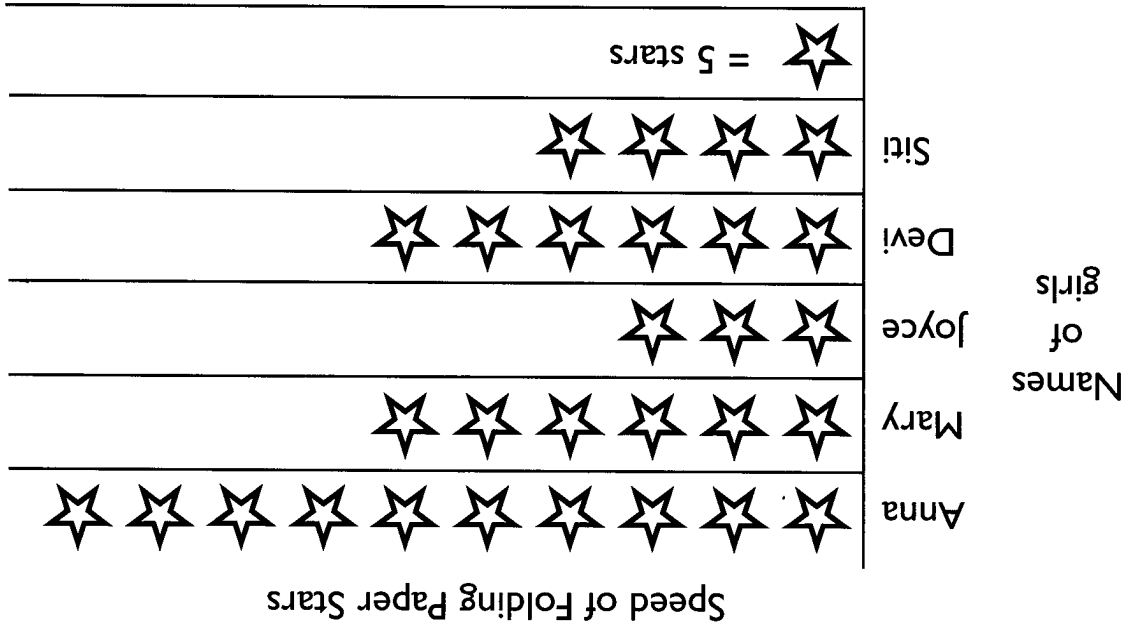 Speed of Folding Paper Stars
Anna
Mary
Names
of
girls
Joyce
Devi
Siti
= 5 stars